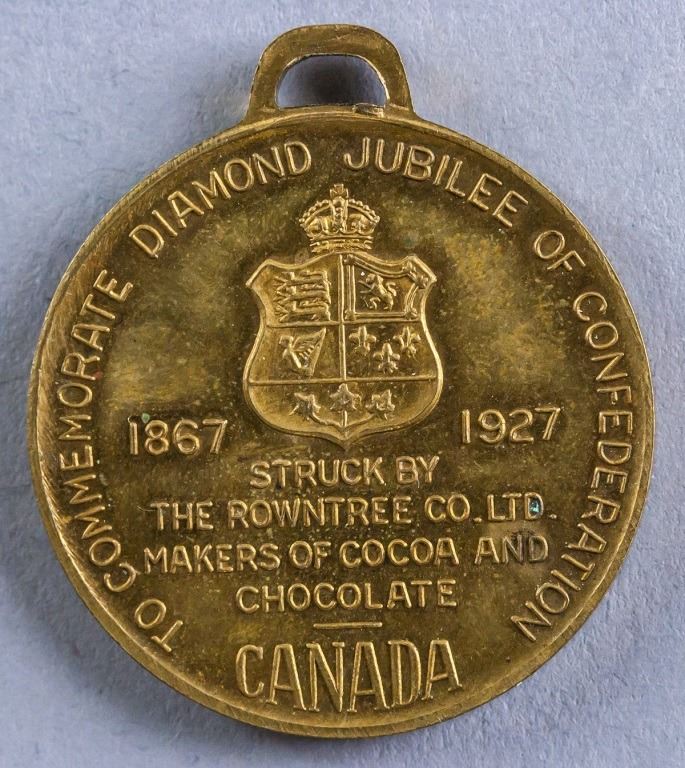 TO COMMEMORATE DIAMOND JUBILEE OF CONFEDERATION
1867 1927
STRUCK BY
THE ROWNTREE CO. LTD.
MAKERS OF COCOA AND
CHOCOLATE
CANADA